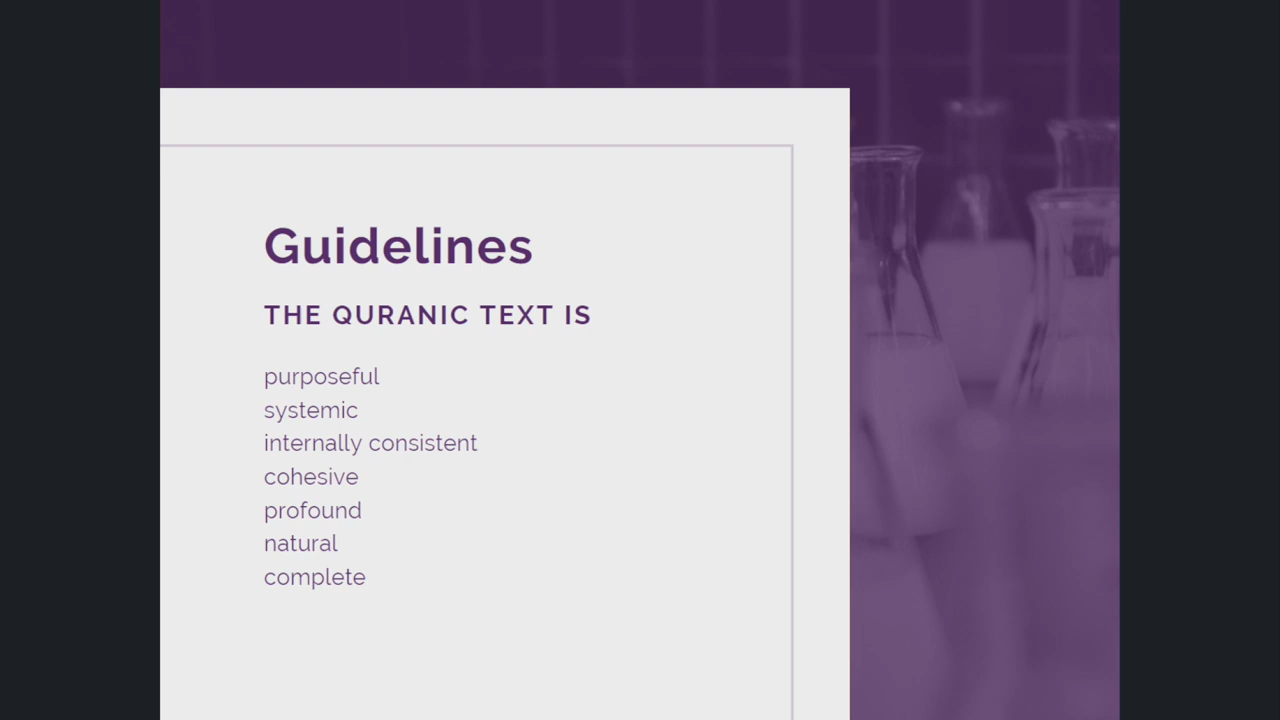 Guidelines
THE QURANIC TEXT IS
purposeful
systemic
internally consistent
cohesive
profound
natural
complete